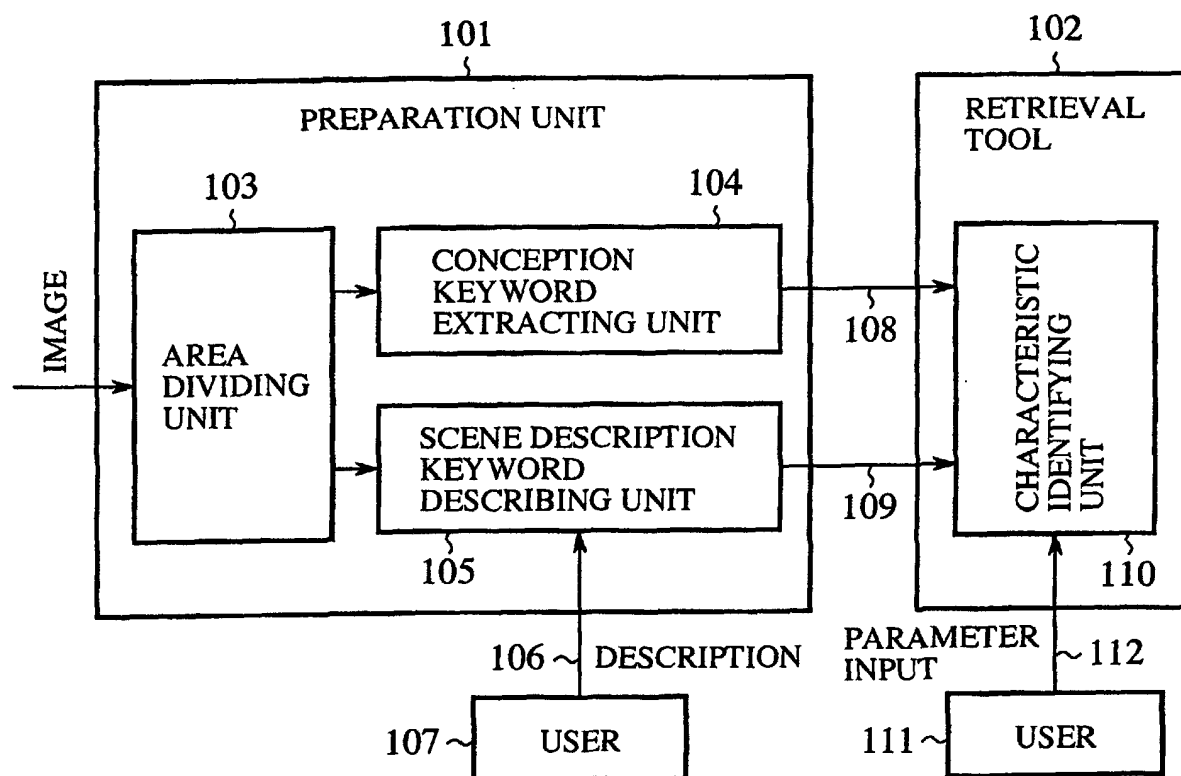 101
102
PREPARATION UNIT
RETRIEVAL
TOOL
103
104
IMAGE
AREA
DIVIDING
UNIT
CONCEPTION
KEYWORD
EXTRACTING UNIT
108
SCENE DESCRIPTION
KEYWORD
DESCRIBING UNIT
105
109
CHARACTERISTIC
IDENTIFYING
UNIT
110
106
DESCRIPTION
PARAMETER
INPUT
112
107
USER
111
USER